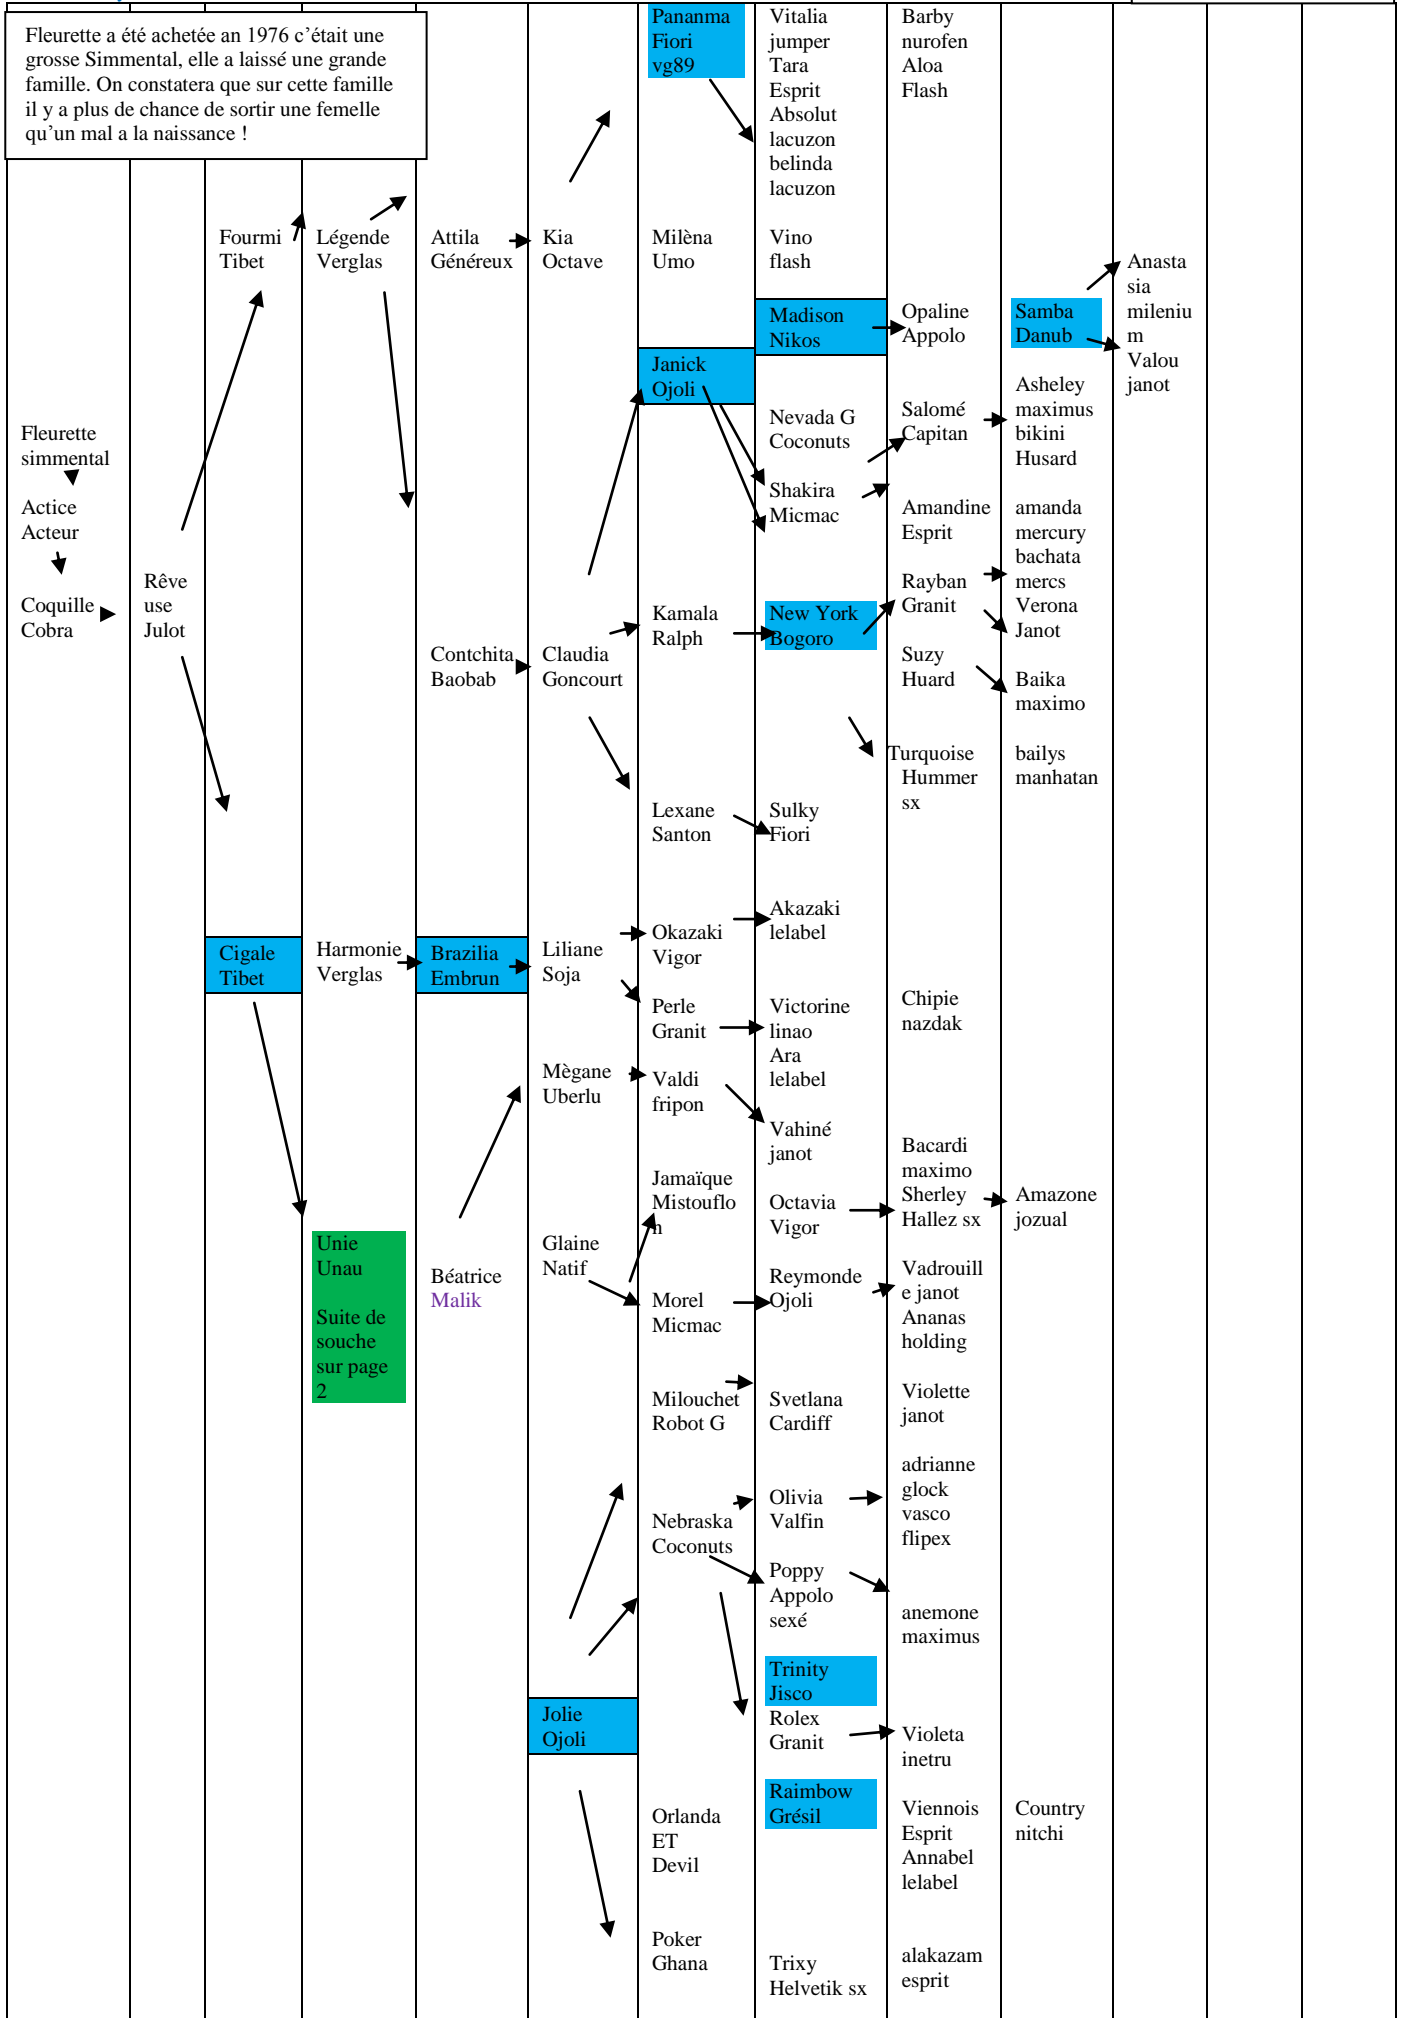 Fleurette a été achetée an 1976 c’était une
grosse Simmental, elle a laissé une grande
famille. On constatera que sur cette famille
il y a plus de chance de sortir une femelle
qu’un mal a la naissance !
Fleurette
simmental
Actice
Acteur
Coquille
Cobra
Rêve
use
Julot
Fourmi
Tibet
Cigale
Tibet
Légende
Verglas
Harmonie
Verglas
Unie
Unau
Suite de
souche
sur page
2
Attila
Généreux
Contchita
Baobab
Brazilia
Embrun
Béatrice
Malik
Kia
Octave
Claudia
Goncourt
Liliane
Soja
Mègane
Uberlu
Glaine
Natif
Jolie
Ojoli
Pananma
Fiori
vg89
Milèna
Umo
Janick
Ojoli
Kamala
Ralph
Lexane
Santon
Okazaki
Vigor
Perle
Granit
Valdi
fripon
Jamaïque
Mistouflo
n
Morel
Micmac
Milouchet
Robot G
Nebraska
Coconuts
Orlanda
ET
Devil
Poker
Ghana
Vitalia
jumper
Tara
Esprit
Absolut
lacuzon
belinda
lacuzon
Vino
flash
Madison
Nikos
Nevada G
Coconuts
Shakira
Micmac
New York
Bogoro
Sulky
Fiori
Akazaki
lelabel
Victorine
linao
Ara
lelabel
Vahiné
janot
Octavia
Vigor
Reymonde
Ojoli
Svetlana
Cardiff
Olivia
Valfin
Poppy
Appolo
sexé
Trinity
Jisco
Rolex
Granit
Raimbow
Grésil
Trixy
Helvetik sx
Barby
nurofen
Aloa
Flash
Opaline
Appolo
Salomé
Capitan
Amandine
Esprit
Rayban
Granit
Suzy
Huard
Turquoise
Hummer
sx
Chipie
nazdak
Bacardi
maximo
Sherley
Hallez sx
Vadrouill
e janot
Ananas
holding
Violette
janot
adrianne
glock
vasco
flipex
anemone
maximus
Violeta
inetru
Viennois
Esprit
Annabel
lelabel
alakazam
esprit
Samba
Danub
Asheley
maximus
bikini
Husard
amanda
mercury
bachata
mercs
Verona
Janot
Baika
maximo
bailys
manhatan
Amazone
jozual
Country
nitchi
Anasta
sia
mileniu
m
Valou
janot